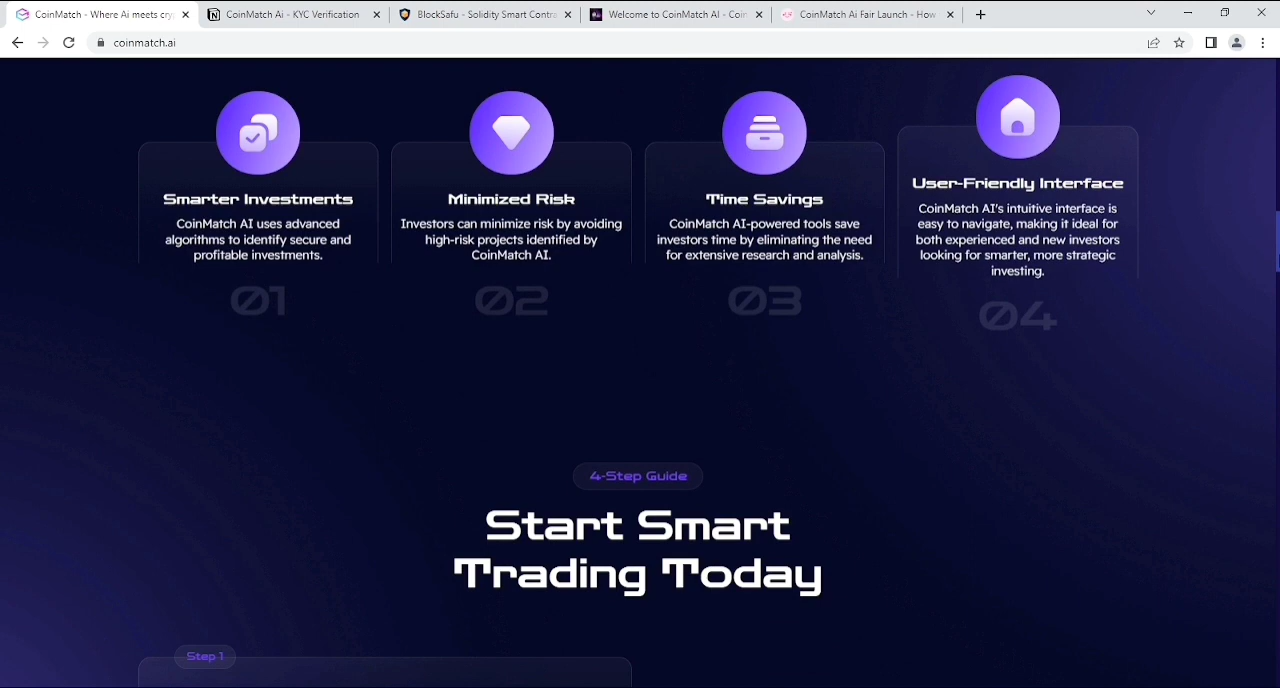 CoinMatch - Where Ai meets cry
CoinMatch Ai - KYC Verification
BlockSafu - Solidity Smart Contra
Welcome to CoinMatch AI - Coin
CoinMatch Ai Fair Launch - How
coinmatch.ai
Smarter Investments
CoinMatch AI uses advanced
algorithms to identify secure and
profitable investments.
01
Minimized Risk
Investors can minimize risk by avoiding
high-risk projects identified by
CoinMatch AI.
02
Time Savings
CoinMatch AI-powered tools save
investors time by eliminating the need
for extensive research and analysis.
03
User-Friendly Interface
CoinMatch AI's intuitive interface is
easy to navigate, making it ideal for
both experienced and new investors
looking for smarter, more strategic
investing.
04
4-Step Guide
Start Smart
Trading Today
Step 1